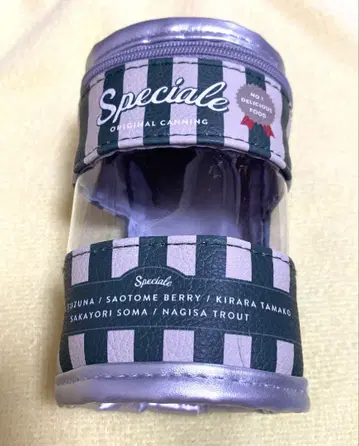 Speciale
ORIGINAL CANNING
NO.1
DELICIOUS
FOOD
Speciale
/ SAOTOME BERRY / KIRARA TAMAKO
SAKAYORI SOMA / NAGISA TROUT